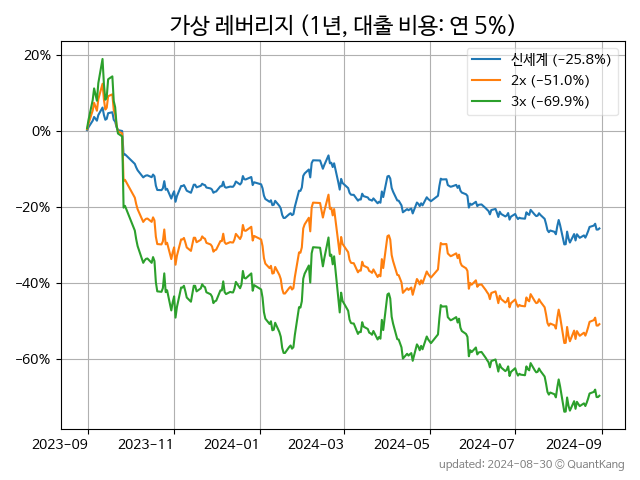 가상 레버리지 (1년, 대출 비용: 연 5%)
신세계 (−25.8%)
2x (−51.0%)
3x (−69.9%)
20%
0%
−20%
−40%
−60%
2023-09 2023-11 2024-01 2024-03 2024-05 2024-07 2024-09
updated: 2024-08-30 © QuantKang